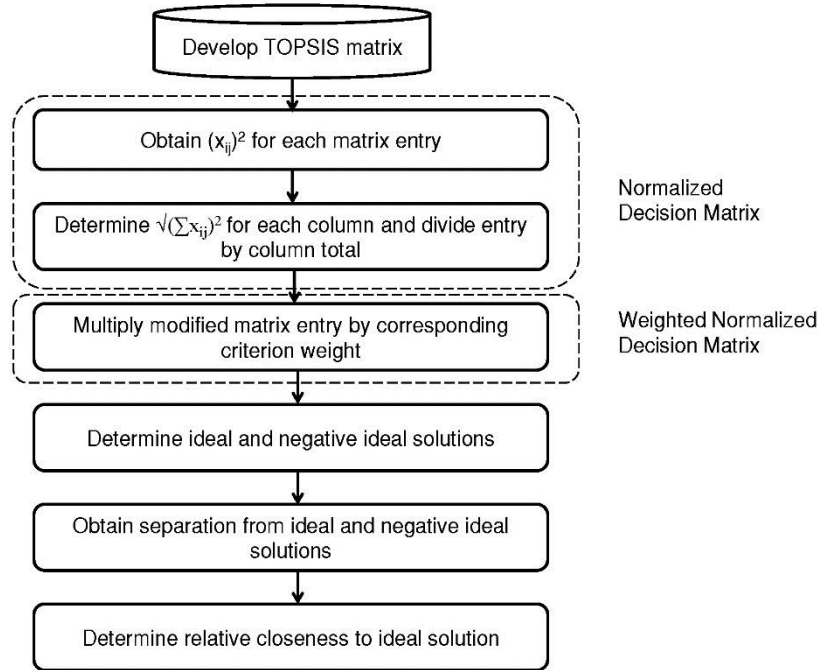 Develop TOPSIS matrix
Obtain (x_ij)² for each matrix entry
Normalized
Decision Matrix
Determine √(∑x_ij)² for each column and divide entry
by column total
Multiply modified matrix entry by corresponding
criterion weight
Weighted Normalized
Decision Matrix
Determine ideal and negative ideal solutions
Obtain separation from ideal and negative ideal
solutions
Determine relative closeness to ideal solution